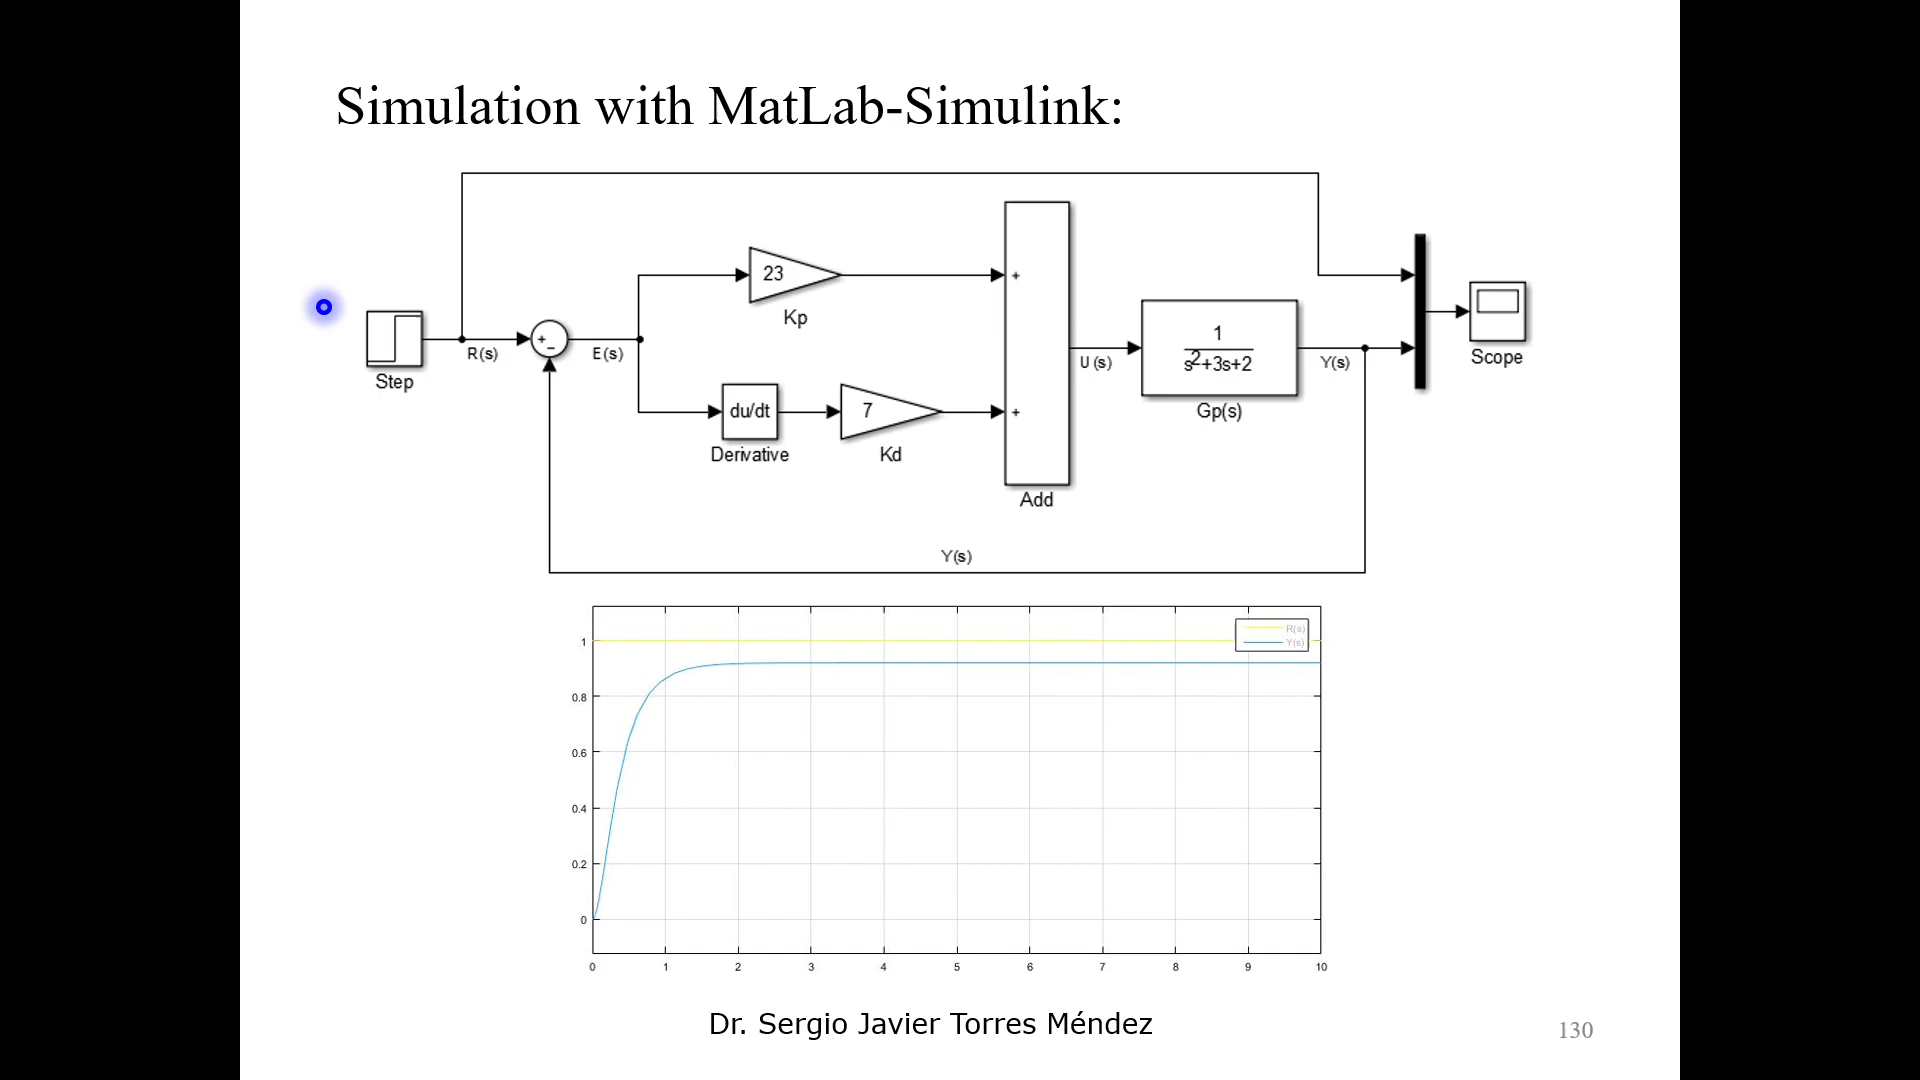 Simulation with MatLab-Simulink:
23
Kp
Step
R(s)
+
−
E(s)
du/dt
Derivative
7
Kd
+
+
Add
U(s)
1
s²+3s+2
Gp(s)
Y(s)
Scope
Y(s)
R(s)
Y(s)
1
0.8
0.6
0.4
0.2
0
0 1 2 3 4 5 6 7 8 9 10
Dr. Sergio Javier Torres Méndez
130